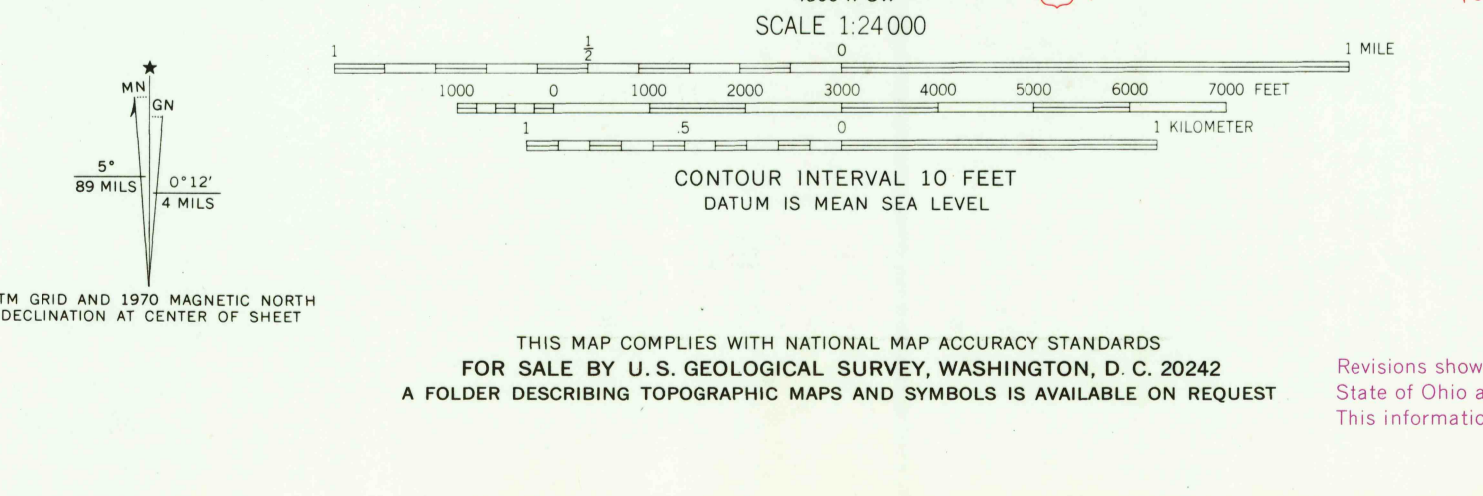 SCALE 1:24 000
1 1/2 0 1 MILE
1000 0 1000 2000 3000 4000 5000 6000 7000 FEET
1 .5 0 1 KILOMETER
CONTOUR INTERVAL 10 FEET
DATUM IS MEAN SEA LEVEL
★
MN
GN
5°
89 MILS
0°12'
4 MILS
TM GRID AND 1970 MAGNETIC NORTH
DECLINATION AT CENTER OF SHEET
THIS MAP COMPLIES WITH NATIONAL MAP ACCURACY STANDARDS
FOR SALE BY U. S. GEOLOGICAL SURVEY, WASHINGTON, D. C. 20242
A FOLDER DESCRIBING TOPOGRAPHIC MAPS AND SYMBOLS IS AVAILABLE ON REQUEST
Revisions show
State of Ohio a
This informatio